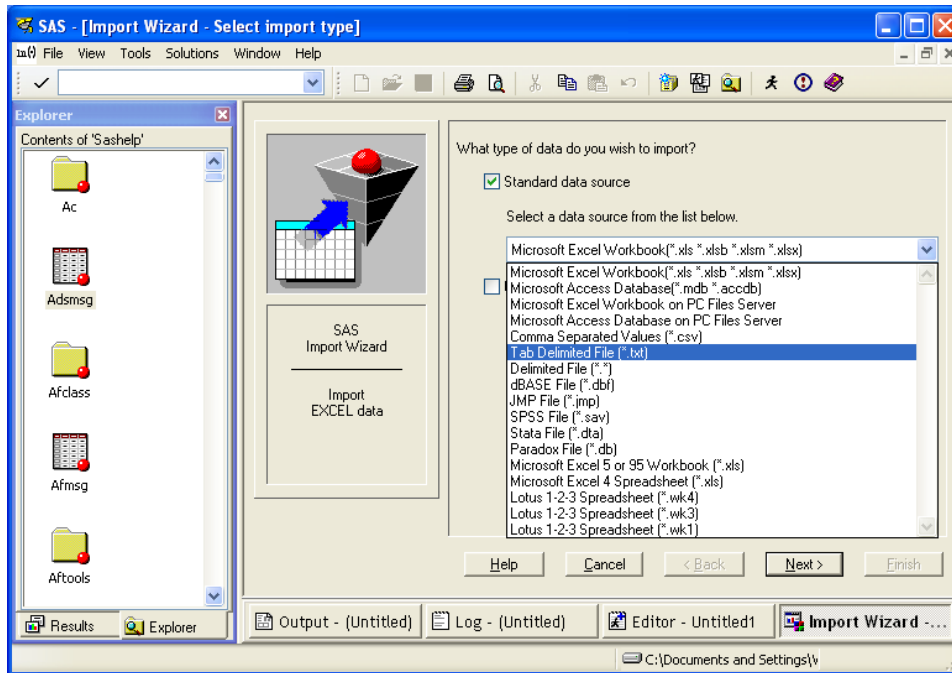 SAS - [Import Wizard - Select import type]
File View Tools Solutions Window Help
Explorer
Contents of 'Sashelp'
Ac
Adsmsg
Afclass
Afmsg
Aftools
Results
Explorer
SAS
Import Wizard
Import
EXCEL data
What type of data do you wish to import?
Standard data source
Select a data source from the list below.
Microsoft Excel Workbook(*.xls *.xlsb *.xlsm *.xlsx)
Microsoft Excel Workbook(*.xls *.xlsb *.xlsm *.xlsx)
Microsoft Access Database(*.mdb *.accdb)
Microsoft Excel Workbook on PC Files Server
Microsoft Access Database on PC Files Server
Comma Separated Values (*.csv)
Tab Delimited File (*.txt)
Delimited File (*.*)
dBASE File (*.dbf)
JMP File (*.jmp)
SPSS File (*.sav)
Stata File (*.dta)
Paradox File (*.db)
Microsoft Excel 5 or 95 Workbook (*.xls)
Microsoft Excel 4 Spreadsheet (*.xls)
Lotus 1-2-3 Spreadsheet (*.wk4)
Lotus 1-2-3 Spreadsheet (*.wk3)
Lotus 1-2-3 Spreadsheet (*.wk1)
Help Cancel < Back Next > Finish
Output - (Untitled) Log - (Untitled) Editor - Untitled1 Import Wizard -...
C:\Documents and Settings\